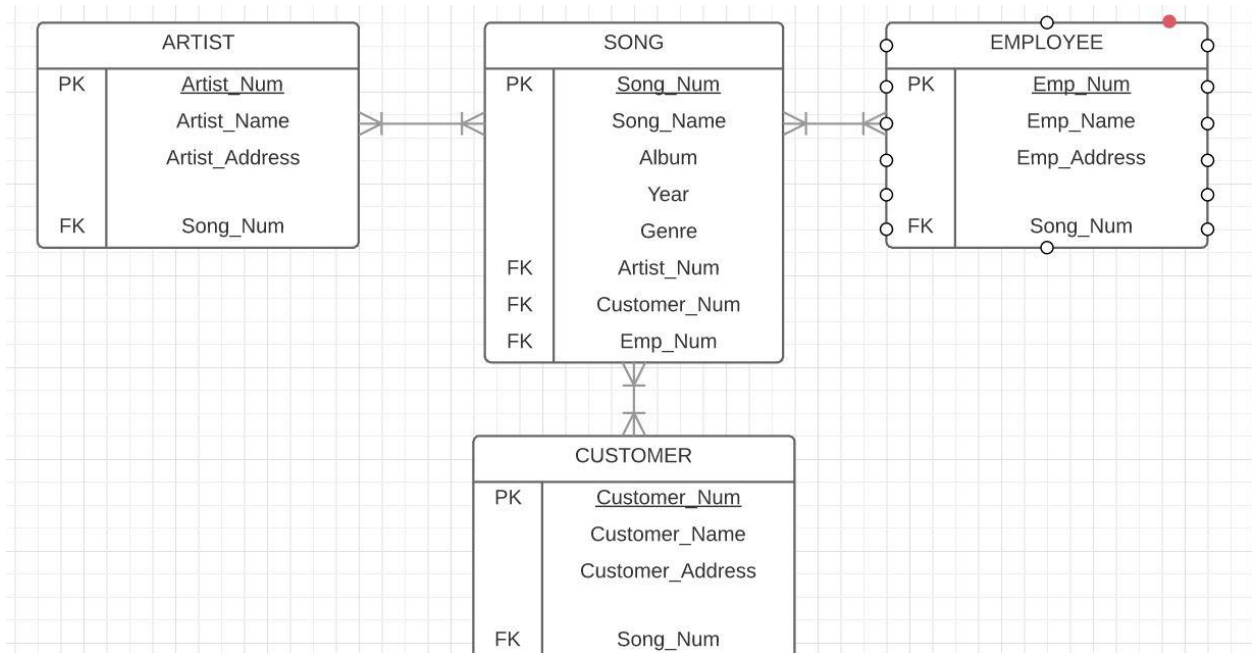 ARTIST
PK Artist_Num
Artist_Name
Artist_Address
FK Song_Num
SONG
PK Song_Num
Song_Name
Album
Year
Genre
FK Artist_Num
FK Customer_Num
FK Emp_Num
EMPLOYEE
PK Emp_Num
Emp_Name
Emp_Address
FK Song_Num
CUSTOMER
PK Customer_Num
Customer_Name
Customer_Address
FK Song_Num